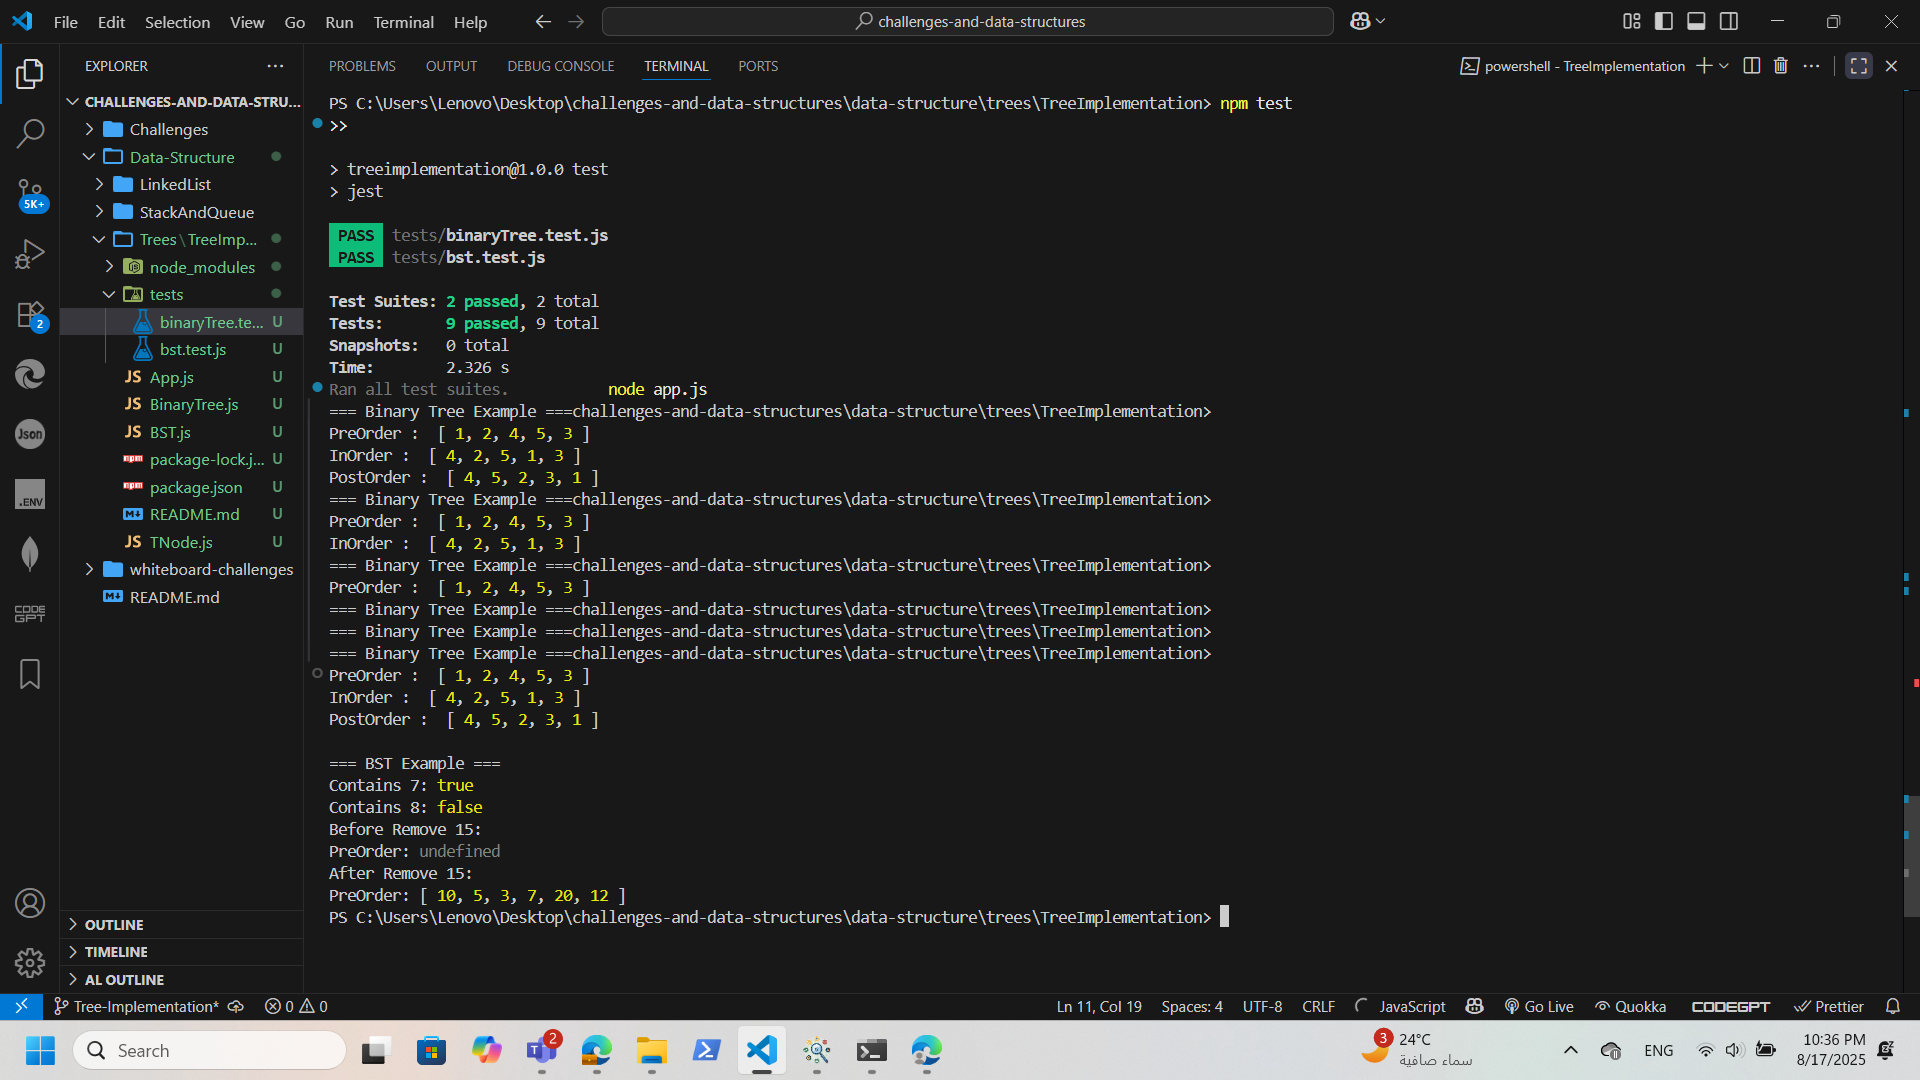 File Edit Selection View Go Run Terminal Help
challenges-and-data-structures
EXPLORER
CHALLENGES-AND-DATA-STRU...
Challenges
Data-Structure
LinkedList
StackAndQueue
Trees\TreeImp...
node_modules
tests
binaryTree.te... U
bst.test.js U
JS App.js U
JS BinaryTree.js U
JS BST.js U
npm package-lock.j... U
npm package.json U
M README.md U
JS TNode.js U
whiteboard-challenges
M README.md
OUTLINE
TIMELINE
AL OUTLINE
5K+
2
Json
.ENV
CODE GPT
PROBLEMS OUTPUT DEBUG CONSOLE TERMINAL PORTS
powershell - TreeImplementation
PS C:\Users\Lenovo\Desktop\challenges-and-data-structures\data-structure\trees\TreeImplementation> npm test
>>
> treeimplementation@1.0.0 test
> jest
PASS tests/binaryTree.test.js
PASS tests/bst.test.js
Test Suites: 2 passed, 2 total
Tests: 9 passed, 9 total
Snapshots: 0 total
Time: 2.326 s
Ran all test suites. node app.js
=== Binary Tree Example ===challenges-and-data-structures\data-structure\trees\TreeImplementation>
PreOrder : [ 1, 2, 4, 5, 3 ]
InOrder : [ 4, 2, 5, 1, 3 ]
PostOrder : [ 4, 5, 2, 3, 1 ]
=== Binary Tree Example ===challenges-and-data-structures\data-structure\trees\TreeImplementation>
PreOrder : [ 1, 2, 4, 5, 3 ]
InOrder : [ 4, 2, 5, 1, 3 ]
=== Binary Tree Example ===challenges-and-data-structures\data-structure\trees\TreeImplementation>
PreOrder : [ 1, 2, 4, 5, 3 ]
=== Binary Tree Example ===challenges-and-data-structures\data-structure\trees\TreeImplementation>
=== Binary Tree Example ===challenges-and-data-structures\data-structure\trees\TreeImplementation>
=== Binary Tree Example ===challenges-and-data-structures\data-structure\trees\TreeImplementation>
PreOrder : [ 1, 2, 4, 5, 3 ]
InOrder : [ 4, 2, 5, 1, 3 ]
PostOrder : [ 4, 5, 2, 3, 1 ]
=== BST Example ===
Contains 7: true
Contains 8: false
Before Remove 15:
PreOrder: undefined
After Remove 15:
PreOrder: [ 10, 5, 3, 7, 20, 12 ]
PS C:\Users\Lenovo\Desktop\challenges-and-data-structures\data-structure\trees\TreeImplementation>
Tree-Implementation* 0 0 Ln 11, Col 19 Spaces: 4 UTF-8 CRLF JavaScript Go Live Quokka CODEGPT Prettier
Search
2
3
24°C
سماء صافية
ENG
10:36 PM
8/17/2025